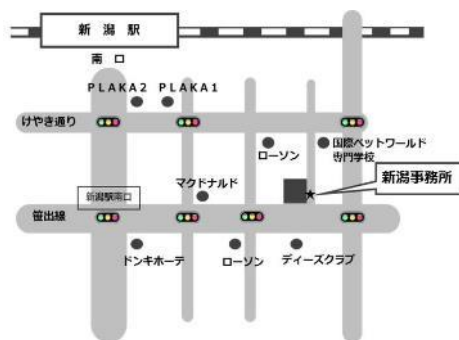 新潟駅
南 口
PLAKA2
PLAKA1
けやき通り
ローソン
国際ペットワールド
専門学校
新潟事務所
マクドナルド
新潟駅南口
笹出線
ドンキホーテ
ローソン
ディーズクラブ